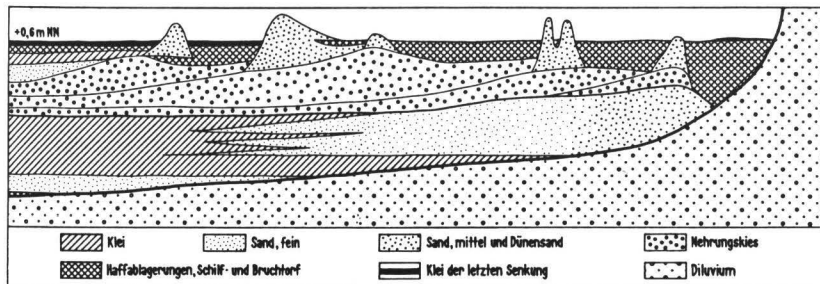 +0,6 m NN
Klei
Sand, fein
Sand, mittel und Dünensand
Nehrungskies
Haffablagerungen, Schilf- und Bruchtorf
Klei der letzten Senkung
Diluvium